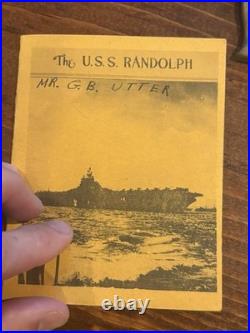 The U.S.S. RANDOLPH
MR. G.B. UTTER